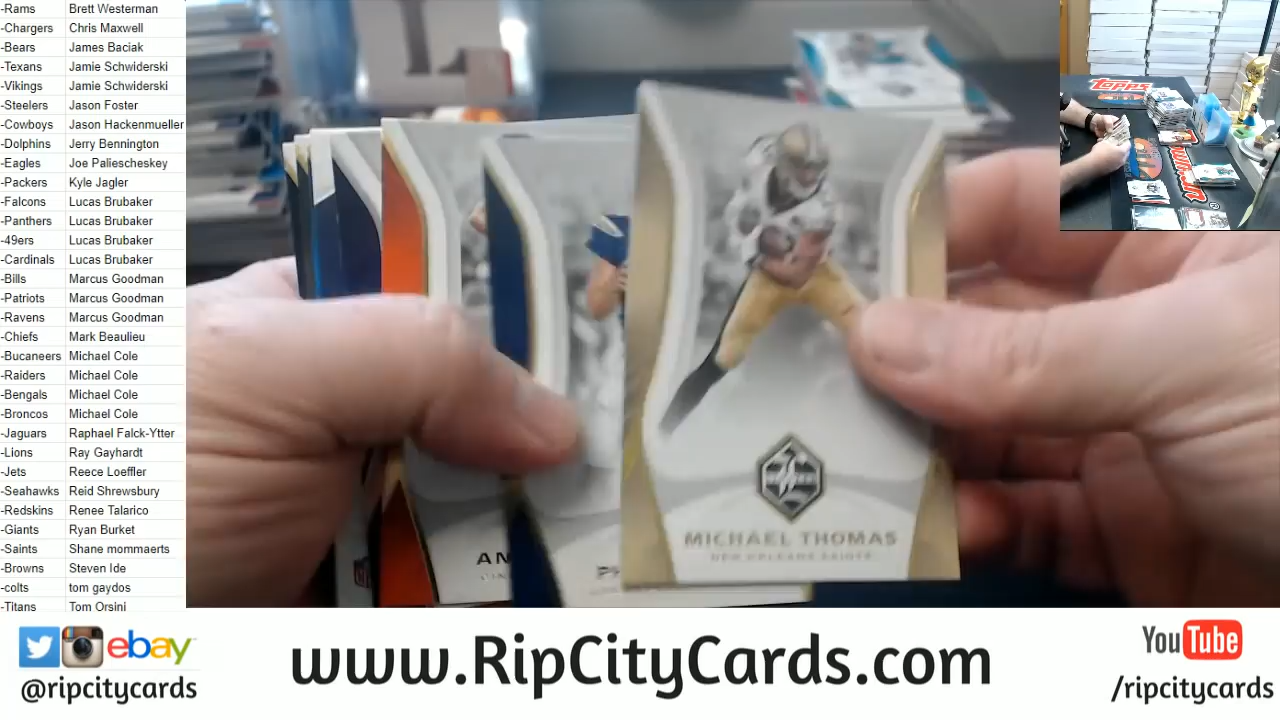 -Rams Brett Westerman
-Chargers Chris Maxwell
-Bears James Baciak
-Texans Jamie Schwiderski
-Vikings Jamie Schwiderski
-Steelers Jason Foster
-Cowboys Jason Hackenmueller
-Dolphins Jerry Bennington
-Eagles Joe Paliescheskey
-Packers Kyle Jagler
-Falcons Lucas Brubaker
-Panthers Lucas Brubaker
-49ers Lucas Brubaker
-Cardinals Lucas Brubaker
-Bills Marcus Goodman
-Patriots Marcus Goodman
-Ravens Marcus Goodman
-Chiefs Mark Beaulieu
-Bucaneers Michael Cole
-Raiders Michael Cole
-Bengals Michael Cole
-Broncos Michael Cole
-Jaguars Raphael Falck-Ytter
-Lions Ray Gayhardt
-Jets Reece Loeffler
-Seahawks Reid Shrewsbury
-Redskins Renee Talarico
-Giants Ryan Burket
-Saints Shane mommaerts
-Browns Steven Ide
-colts tom gaydos
-Titans Tom Orsini
L
Topps
AN
MICHAEL THOMAS
NEW ORLEANS SAINTS
ebay
@ripcitycards
www.RipCityCards.com
YouTube
/ripcitycards